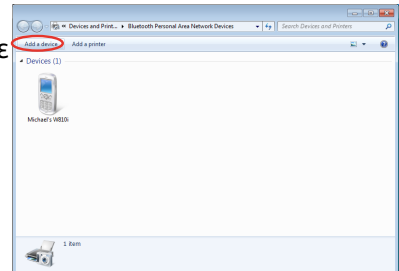 « Devices and Print... ▸ Bluetooth Personal Area Network Devices
Search Devices and Printers
ε
Add a device
Add a printer
Devices (1)
Michael's W810i
1 item